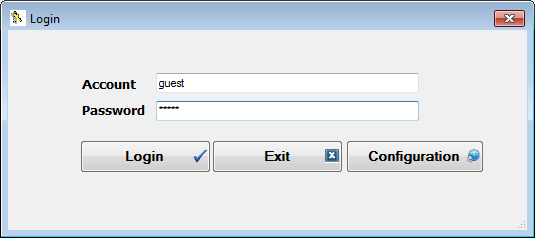 Login
Account guest
Password *****
Login Exit Configuration